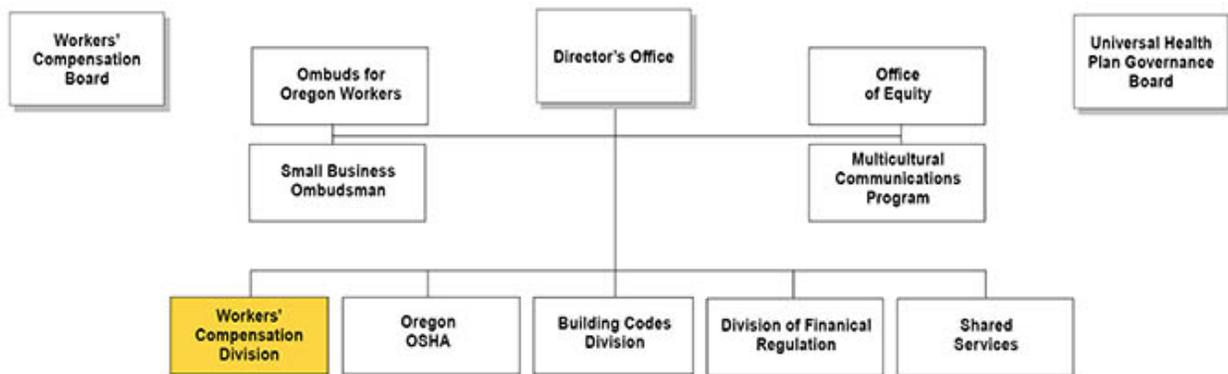 Workers'
Compensation
Board
Director's Office
Universal Health
Plan Governance
Board
Ombuds for
Oregon Workers
Office
of Equity
Small Business
Ombudsman
Multicultural
Communications
Program
Workers'
Compensation
Division
Oregon
OSHA
Building Codes
Division
Division of Finanical
Regulation
Shared
Services